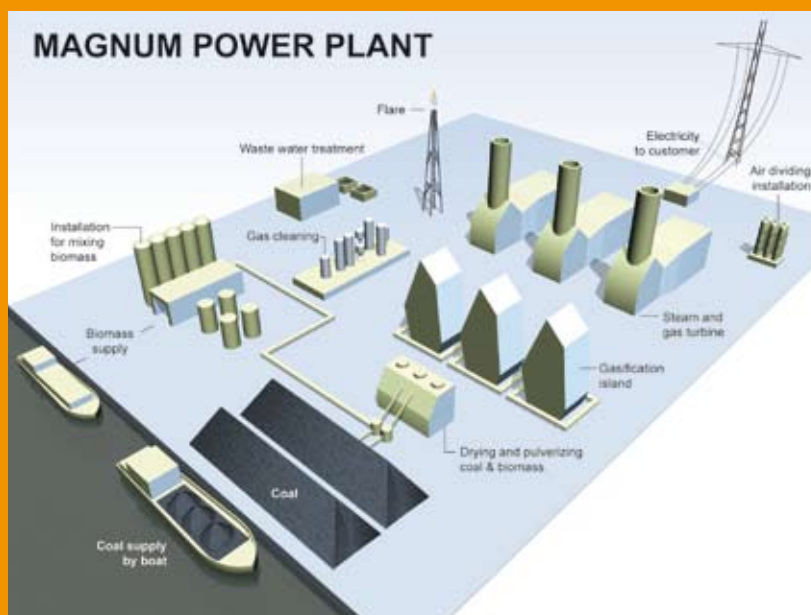 MAGNUM POWER PLANT
Flare
Waste water treatment
Electricity
to customer
Air dividing
installation
Installation
for mixing
biomass
Gas cleaning
Biomass
supply
Steam and
gas turbine
Gasification
island
Drying and pulverizing
coal & biomass
Coal
Coal supply
by boat